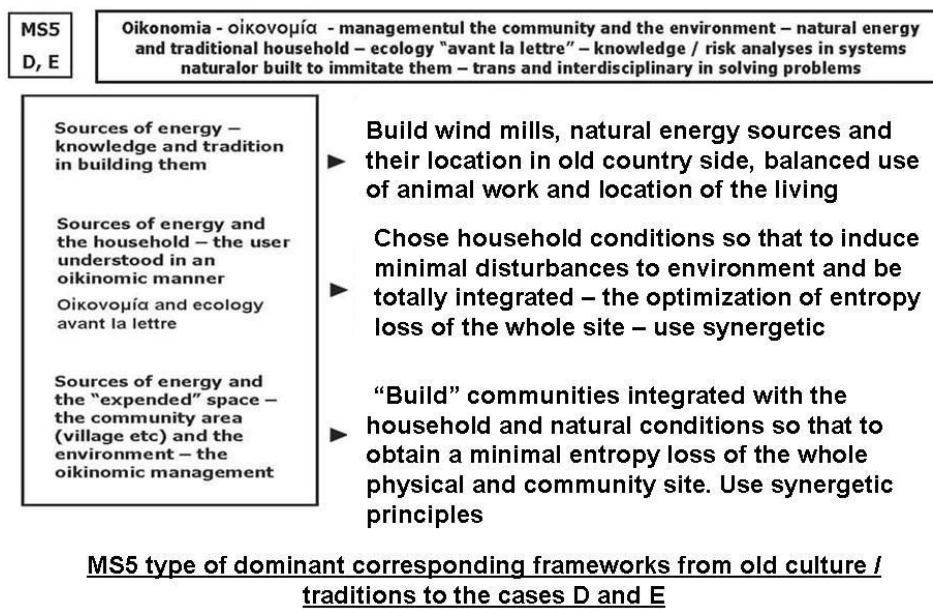 MS5
D, E
Oikonomia - οἰκονομία - managementul the community and the environment – natural energy
and traditional household – ecology “avant la lettre” – knowledge / risk analyses in systems
naturalor built to immitate them – trans and interdisciplinary in solving problems
Sources of energy –
knowledge and tradition
in building them
Build wind mills, natural energy sources and
their location in old country side, balanced use
of animal work and location of the living
Sources of energy and
the household – the user
understood in an
oikinomic manner
Οἰκονομία and ecology
avant la lettre
Chose household conditions so that to induce
minimal disturbances to environment and be
totally integrated – the optimization of entropy
loss of the whole site – use synergetic
Sources of energy and
the “expended” space –
the community area
(village etc) and the
environment – the
oikinomic management
“Build” communities integrated with the
household and natural conditions so that to
obtain a minimal entropy loss of the whole
physical and community site. Use synergetic
principles
MS5 type of dominant corresponding frameworks from old culture /
traditions to the cases D and E